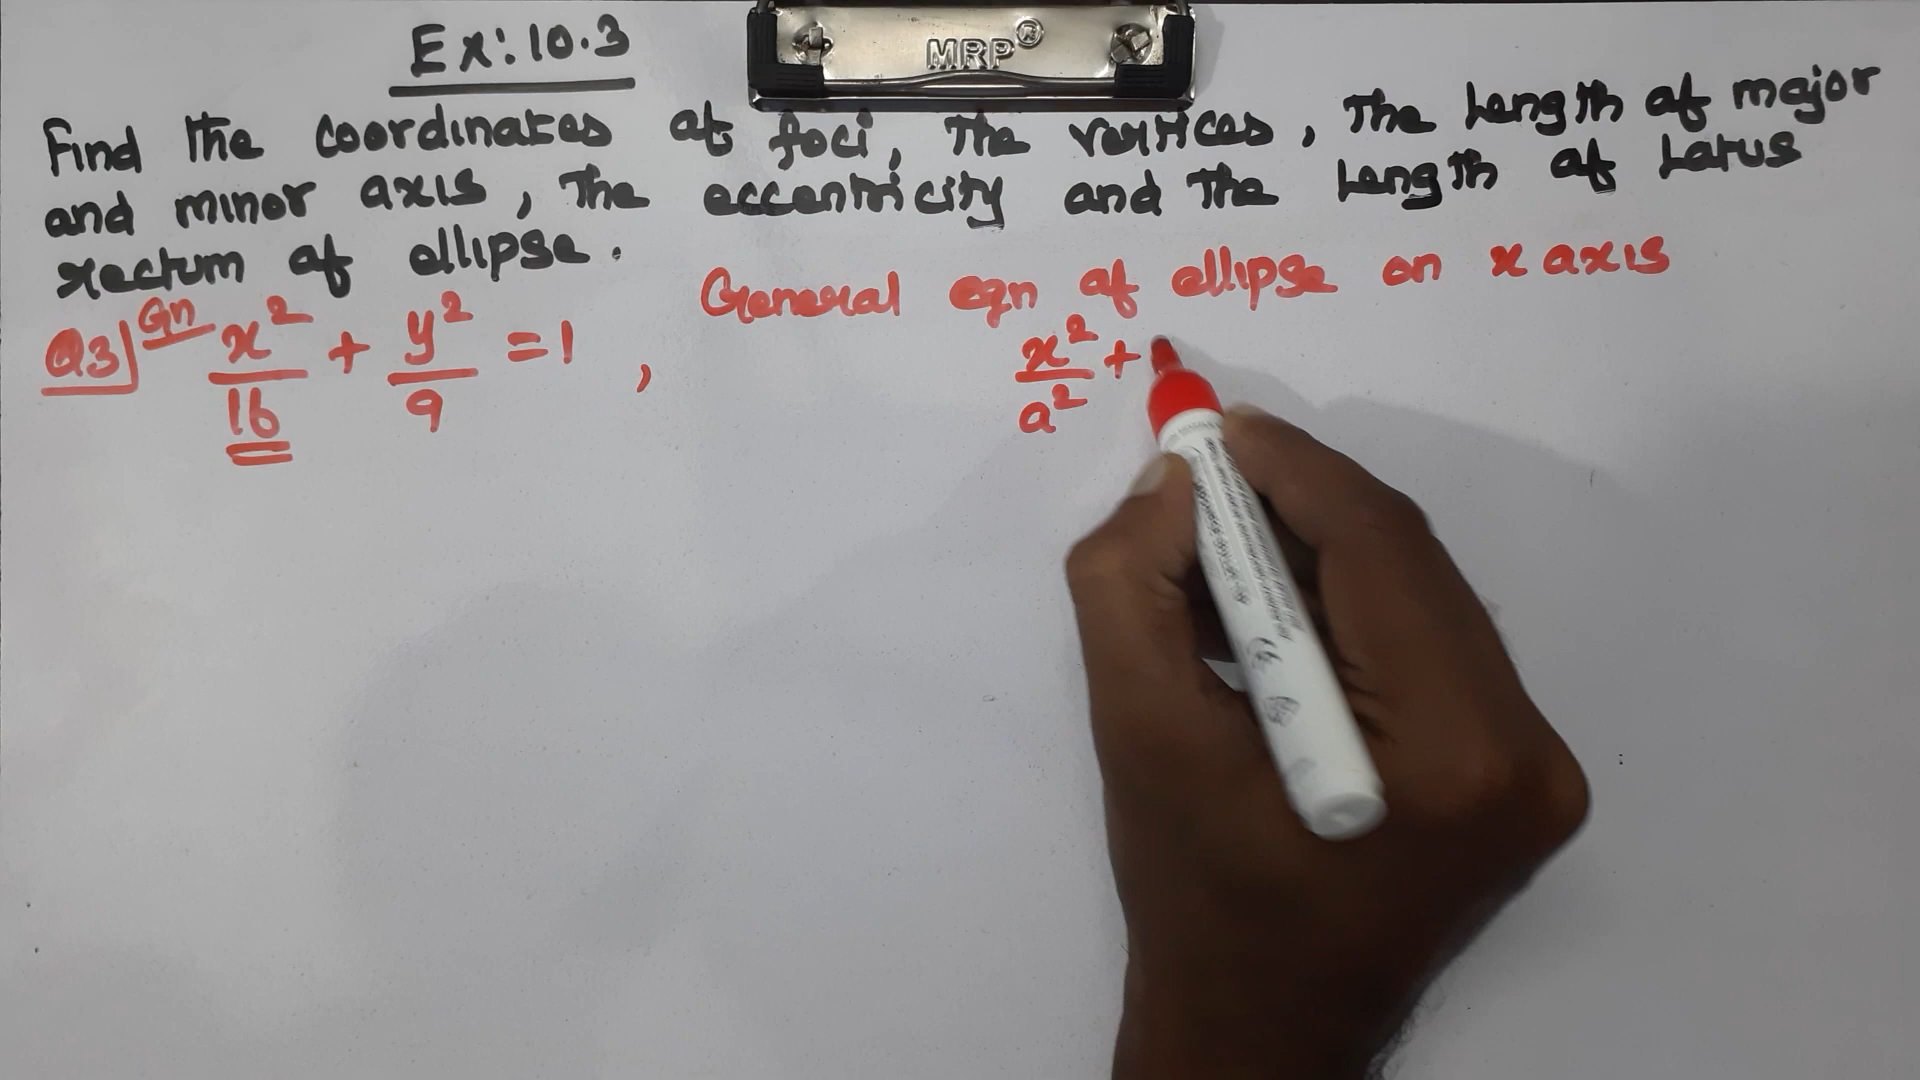 MRP®
Ex: 10.3
Find the coordinates of foci, The vertices, The Length of major
and minor axis, The eccentricity and The Length of Latus
rectum of ellipse.
General eqn of ellipse on x axis
Q3) Gn x²/16 + y²/9 = 1 , x²/a² +
CE